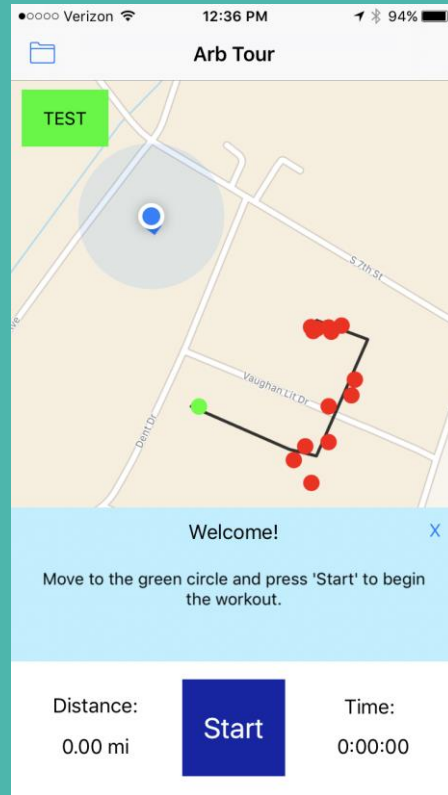 Verizon 12:36 PM 94%
Arb Tour
TEST
S 7th St
Vaughan Lit Dr
Dent Dr
Welcome! X
Move to the green circle and press 'Start' to begin
the workout.
Distance: Time:
Start
0.00 mi 0:00:00